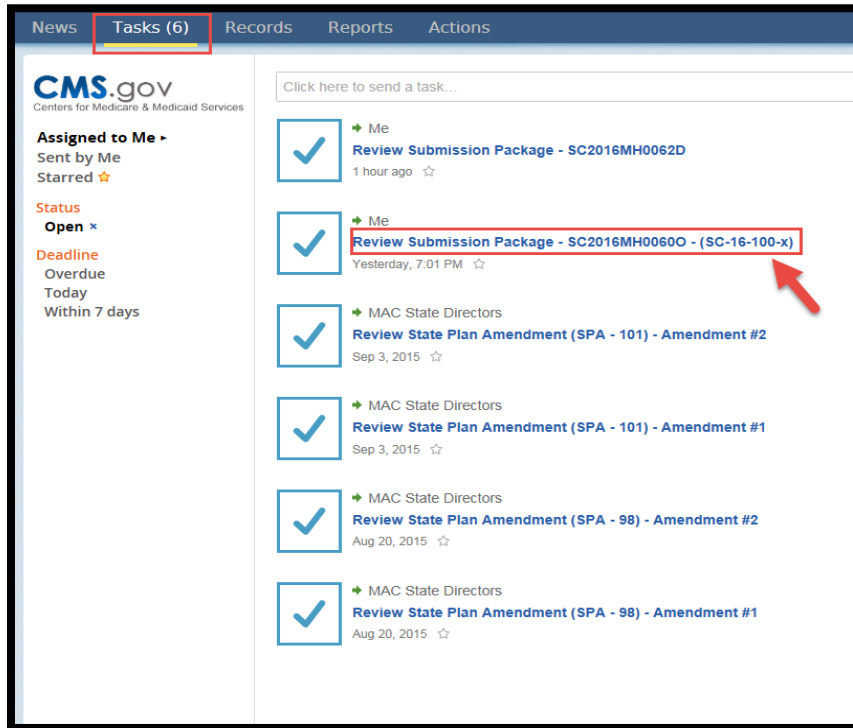 News Tasks (6) Records Reports Actions
CMS.gov
Centers for Medicare & Medicaid Services
Assigned to Me
Sent by Me
Starred
Status
Open ×
Deadline
Overdue
Today
Within 7 days
Click here to send a task...
Me
Review Submission Package - SC2016MH0062D
1 hour ago
Me
Review Submission Package - SC2016MH0060O - (SC-16-100-x)
Yesterday, 7:01 PM
MAC State Directors
Review State Plan Amendment (SPA - 101) - Amendment #2
Sep 3, 2015
MAC State Directors
Review State Plan Amendment (SPA - 101) - Amendment #1
Sep 3, 2015
MAC State Directors
Review State Plan Amendment (SPA - 98) - Amendment #2
Aug 20, 2015
MAC State Directors
Review State Plan Amendment (SPA - 98) - Amendment #1
Aug 20, 2015